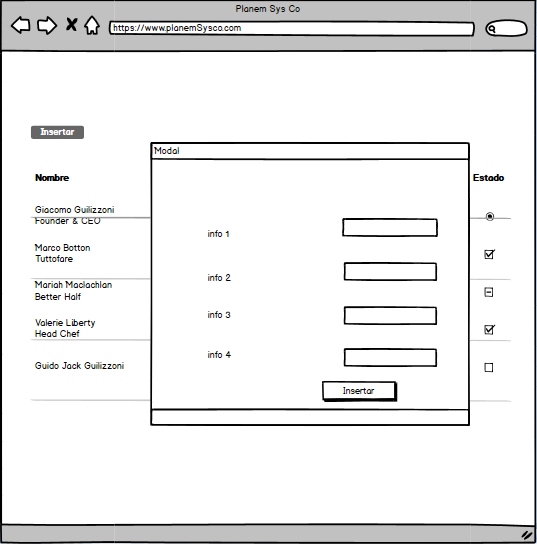 Planem Sys Co
https://www.planemSysco.com
Insertar
Modal
Nombre
Estado
Giacomo Guilizzoni
Founder & CEO
info 1
Marco Botton
Tuttofare
info 2
Mariah Maclachlan
Better Half
info 3
Valerie Liberty
Head Chef
info 4
Guido Jack Guilizzoni
Insertar